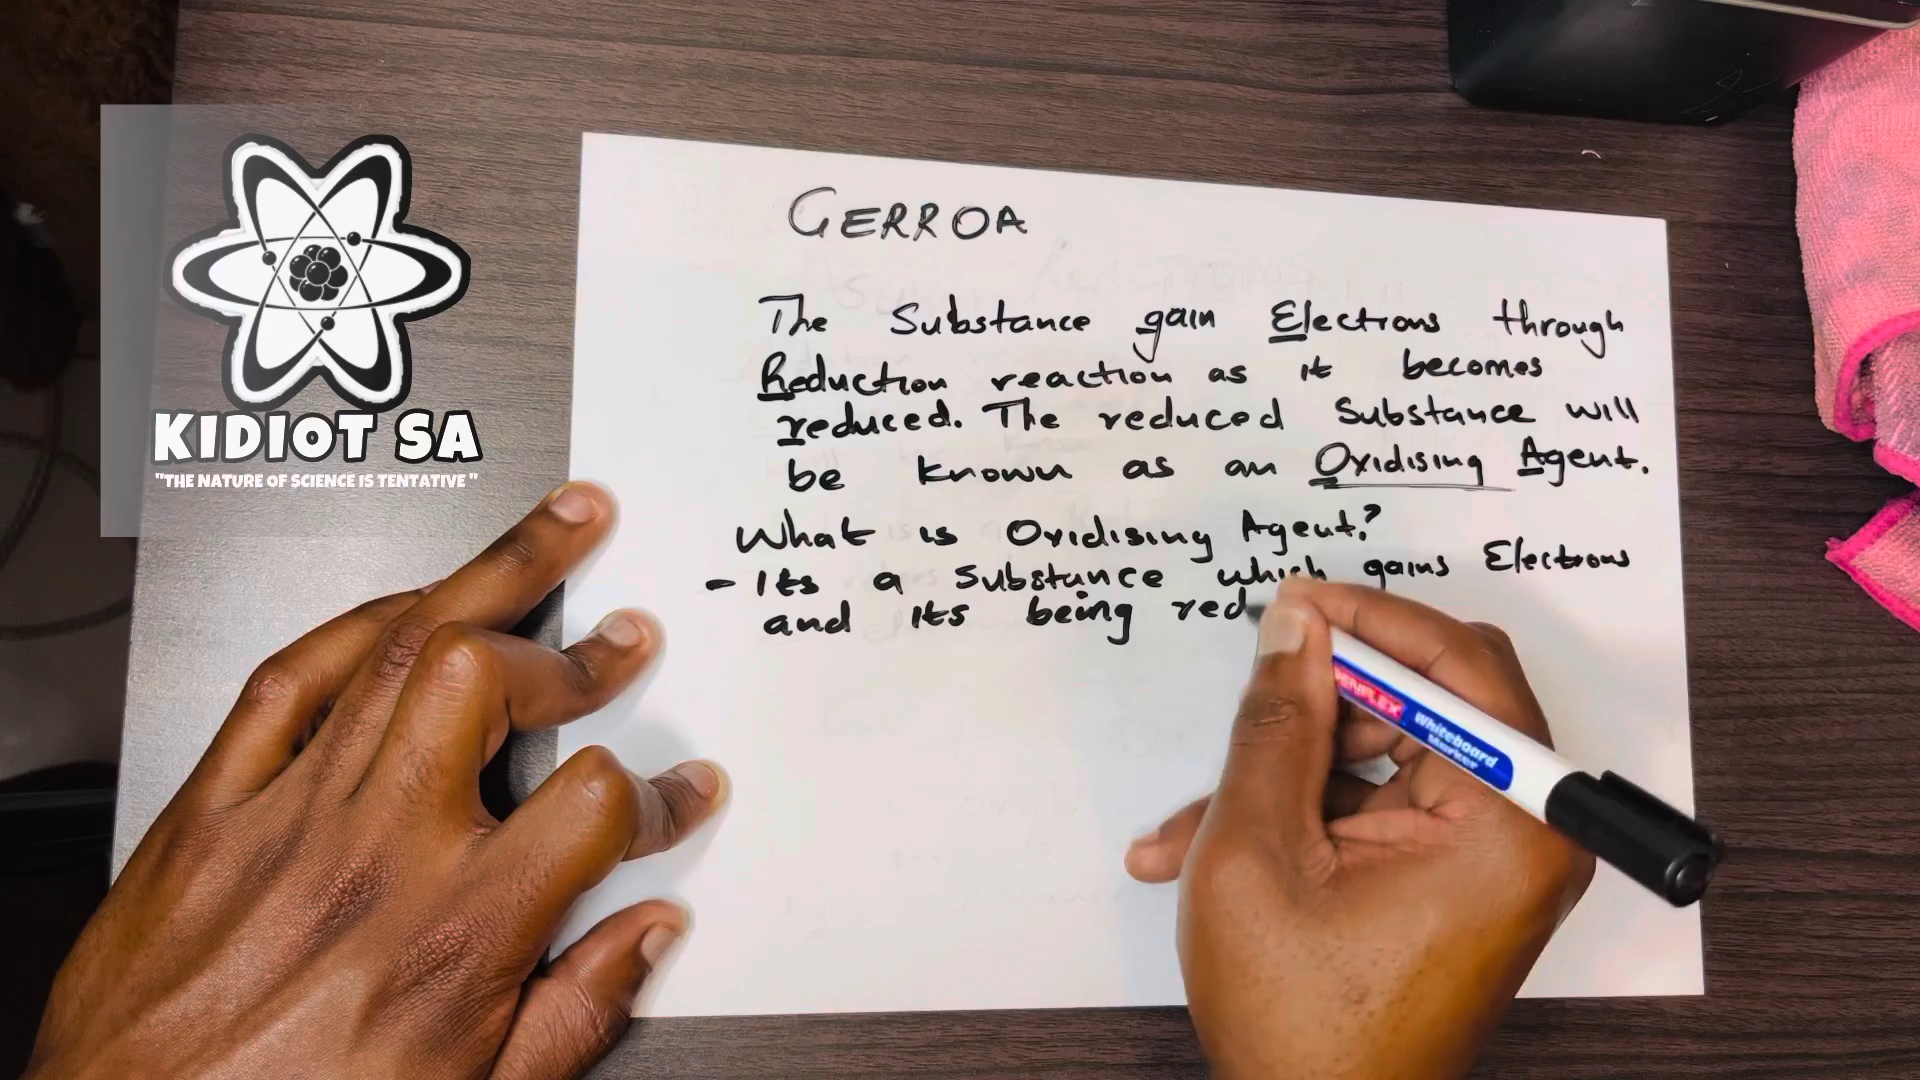 KIDIOT SA
"THE NATURE OF SCIENCE IS TENTATIVE "
GERROA
The Substance gain Electrons through
Reduction reaction as it becomes
reduced. The reduced Substance will
be known as an Oxidising Agent.
What is Oxidising Agent?
- Its a Substance which gains Electrons
and its being red
Whiteboard
Marker